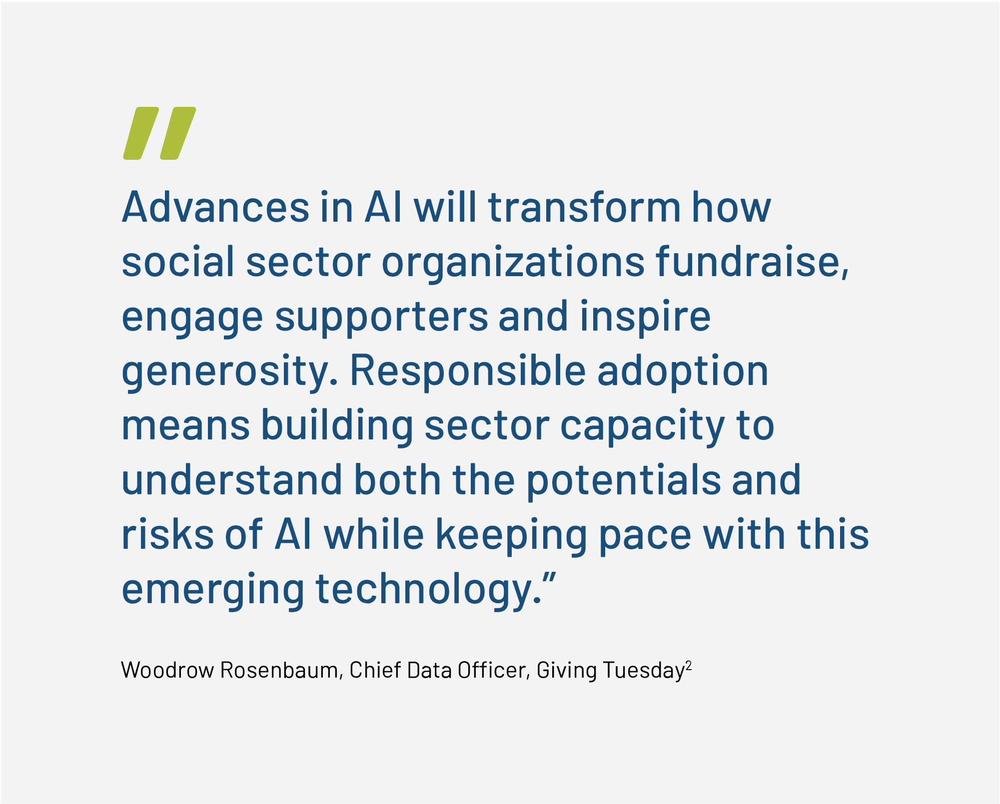 "
Advances in AI will transform how
social sector organizations fundraise,
engage supporters and inspire
generosity. Responsible adoption
means building sector capacity to
understand both the potentials and
risks of AI while keeping pace with this
emerging technology.”
Woodrow Rosenbaum, Chief Data Officer, Giving Tuesday²